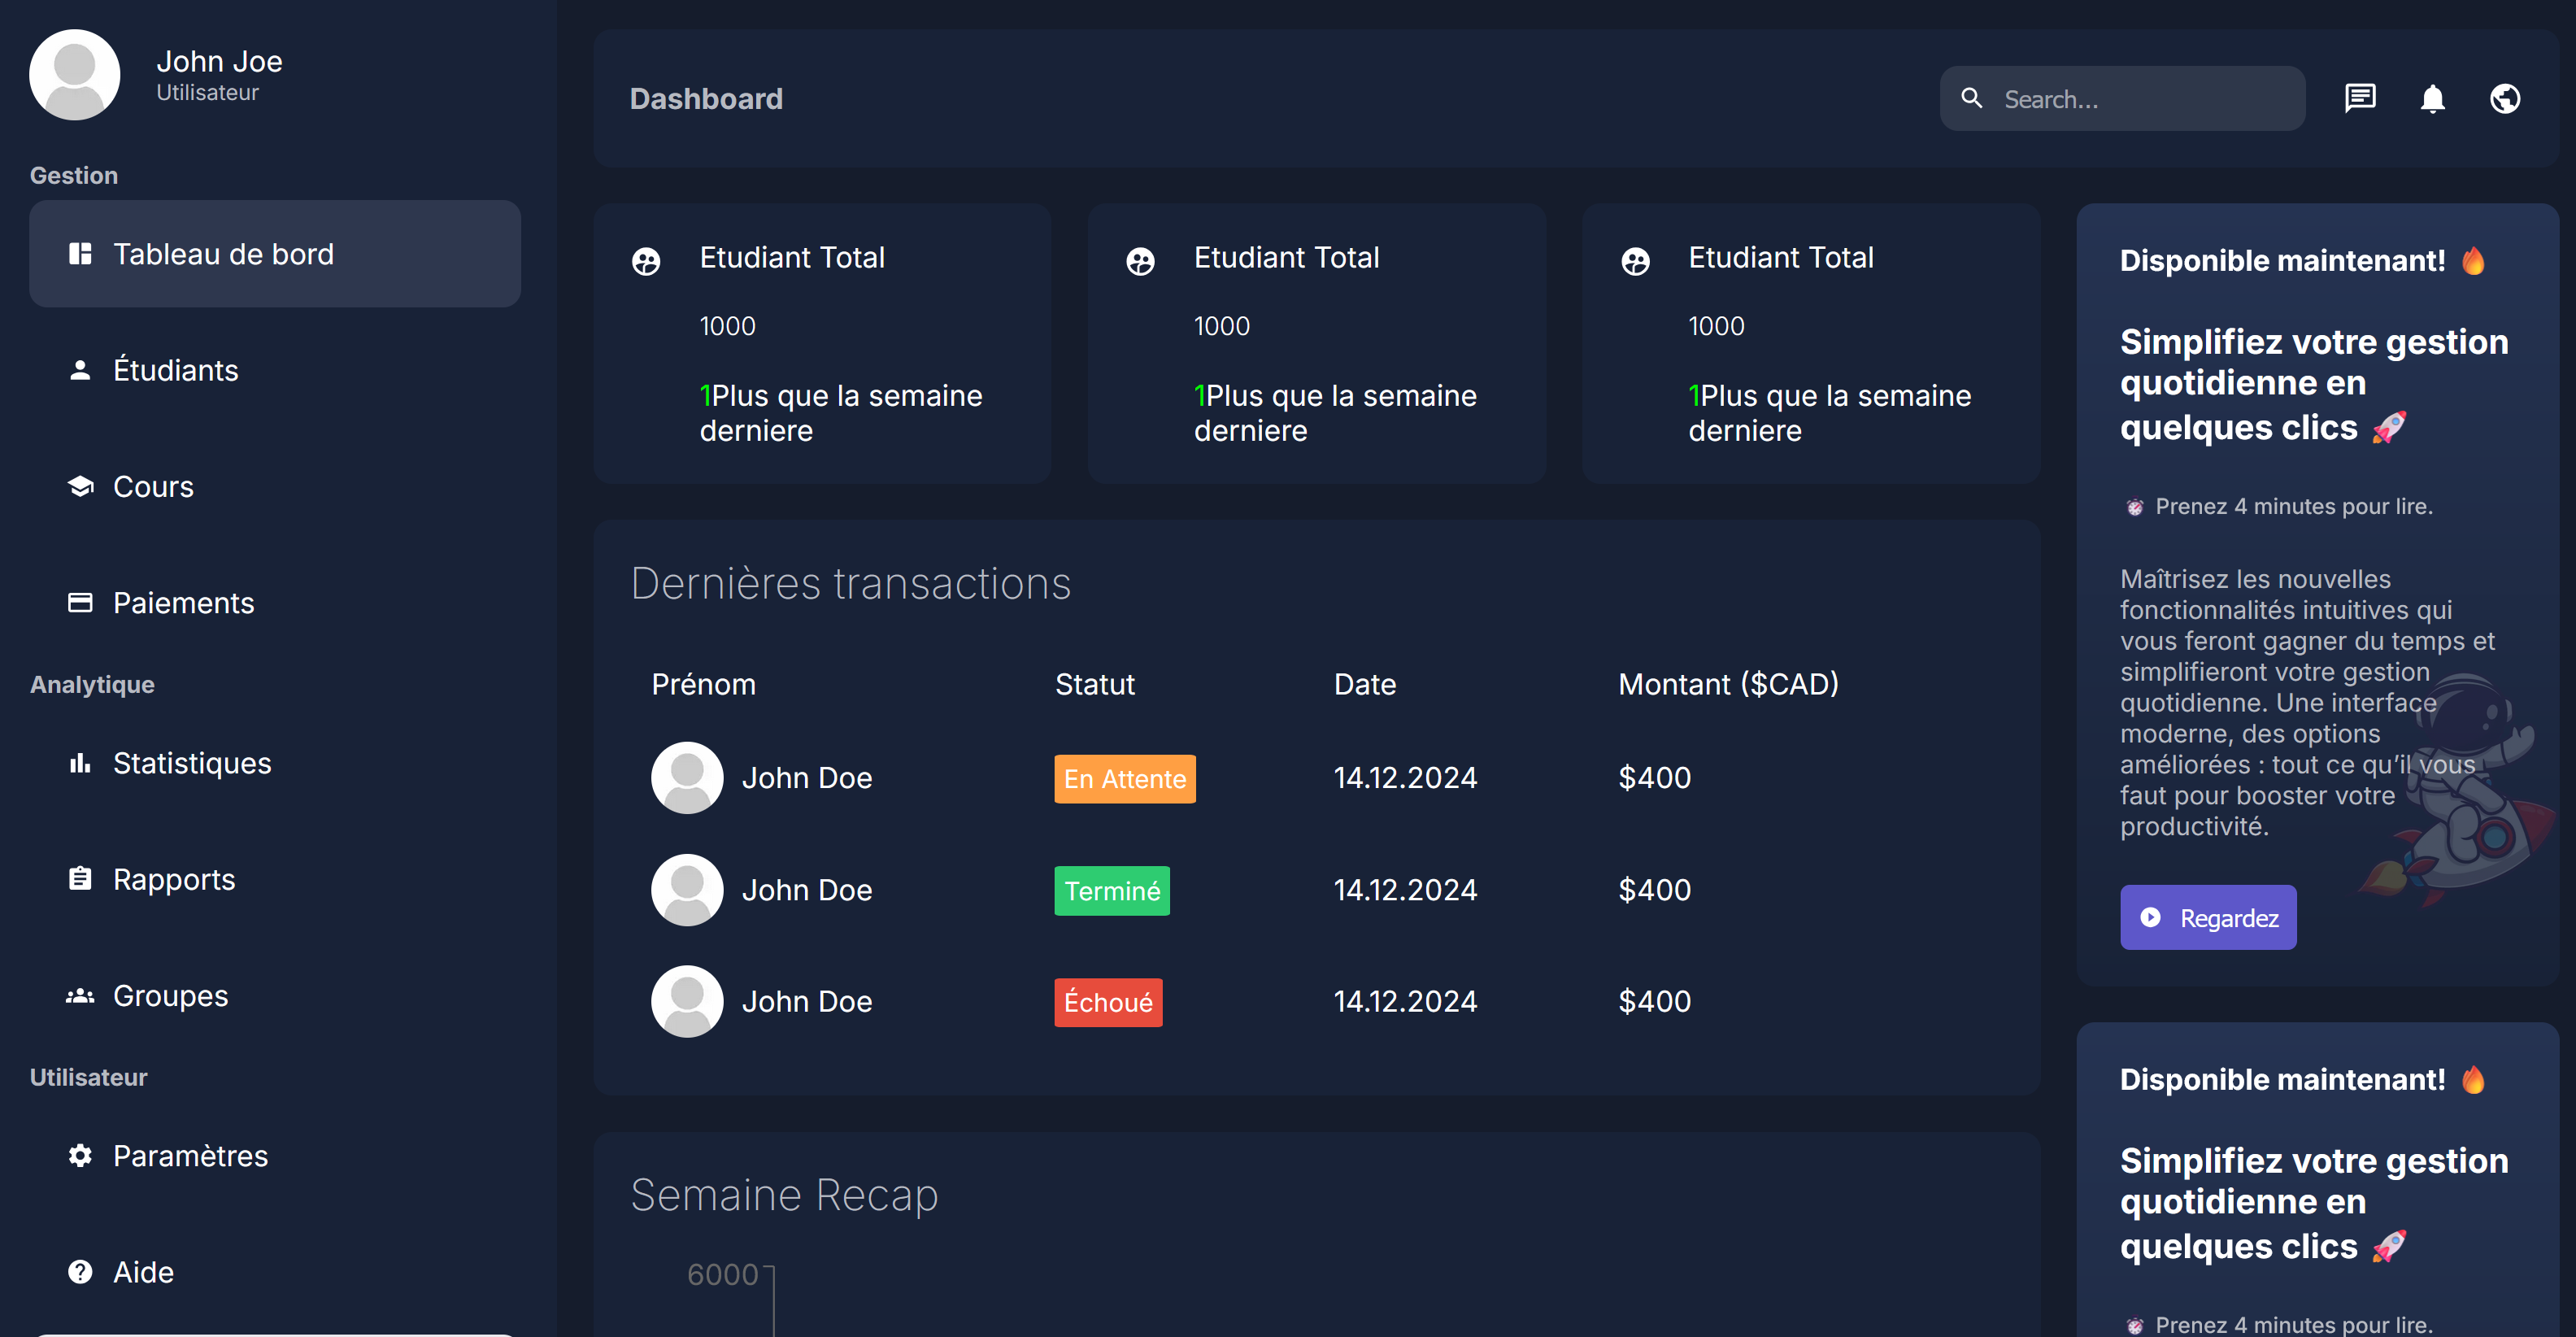 John Joe
Utilisateur
Gestion
Tableau de bord
Étudiants
Cours
Paiements
Analytique
Statistiques
Rapports
Groupes
Utilisateur
Paramètres
Aide
Dashboard
Search...
Etudiant Total
1000
1Plus que la semaine
derniere
Etudiant Total
1000
1Plus que la semaine
derniere
Etudiant Total
1000
1Plus que la semaine
derniere
Dernières transactions
Prénom Statut Date Montant ($CAD)
John Doe En Attente 14.12.2024 $400
John Doe Terminé 14.12.2024 $400
John Doe Échoué 14.12.2024 $400
Semaine Recap
6000
Disponible maintenant! 🔥
Simplifiez votre gestion
quotidienne en
quelques clics 🚀
Prenez 4 minutes pour lire.
Maîtrisez les nouvelles
fonctionnalités intuitives qui
vous feront gagner du temps et
simplifieront votre gestion
quotidienne. Une interface
moderne, des options
améliorées : tout ce qu’il vous
faut pour booster votre
productivité.
Regardez
Disponible maintenant! 🔥
Simplifiez votre gestion
quotidienne en
quelques clics 🚀
Prenez 4 minutes pour lire.